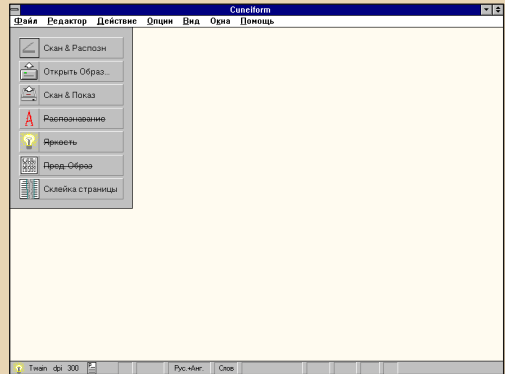 Cuneiform
Файл Редактор Действие Опции Вид Окна Помощь
Скан & Распозн
Открыть Образ...
Скан & Показ
Распознавание
Яркость
Пред. Образ
Склейка страницы
Twain dpi 300 Рус.+Анг. Слов